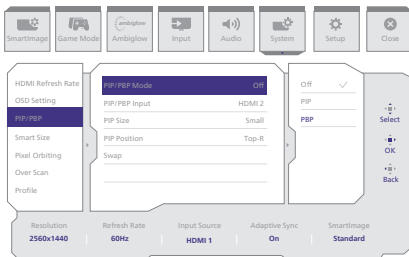 ambiglow
SmartImage
Game Mode
Ambiglow
Input
Audio
System
Setup
Close
HDMI Refresh Rate
OSD Setting
PIP/PBP
Smart Size
Pixel Orbiting
Over Scan
Profile
PIP/PBP Mode Off
PIP/PBP Input HDMI 2
PIP Size Small
PIP Position Top-R
Swap
Off
PIP
PBP
Select
OK
Back
Resolution Refresh Rate Input Source Adaptive Sync SmartImage
2560x1440 60Hz HDMI 1 On Standard